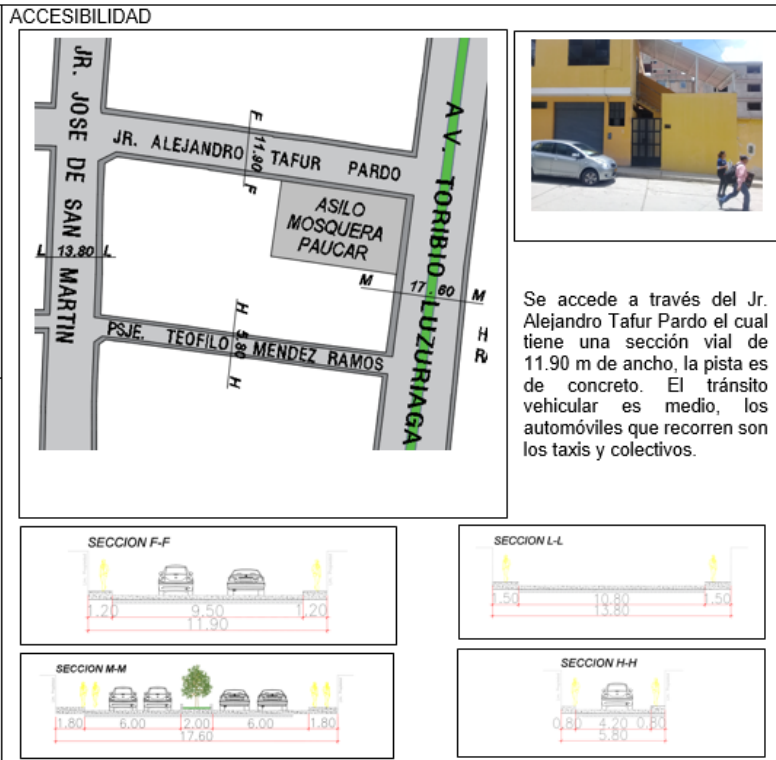 ACCESIBILIDAD
JR. JOSE DE SAN MARTIN
JR. ALEJANDRO TAFUR PARDO
F 11.90 F
AV. TORIBIO LUZURIAGA
ASILO
MOSQUERA
PAUCAR
L 13.80 L
M 17.60 M
H
R
PSJE. TEOFILO MENDEZ RAMOS
H 5.80 H
Se accede a través del Jr.
Alejandro Tafur Pardo el cual
tiene una sección vial de
11.90 m de ancho, la pista es
de concreto. El tránsito
vehicular es medio, los
automóviles que recorren son
los taxis y colectivos.
SECCION F-F
1.20 9.50 1.20
11.90
SECCION L-L
1.50 10.80 1.50
13.80
SECCION M-M
1.80 6.00 2.00 6.00 1.80
17.60
SECCION H-H
0.80 4.20 0.80
5.80